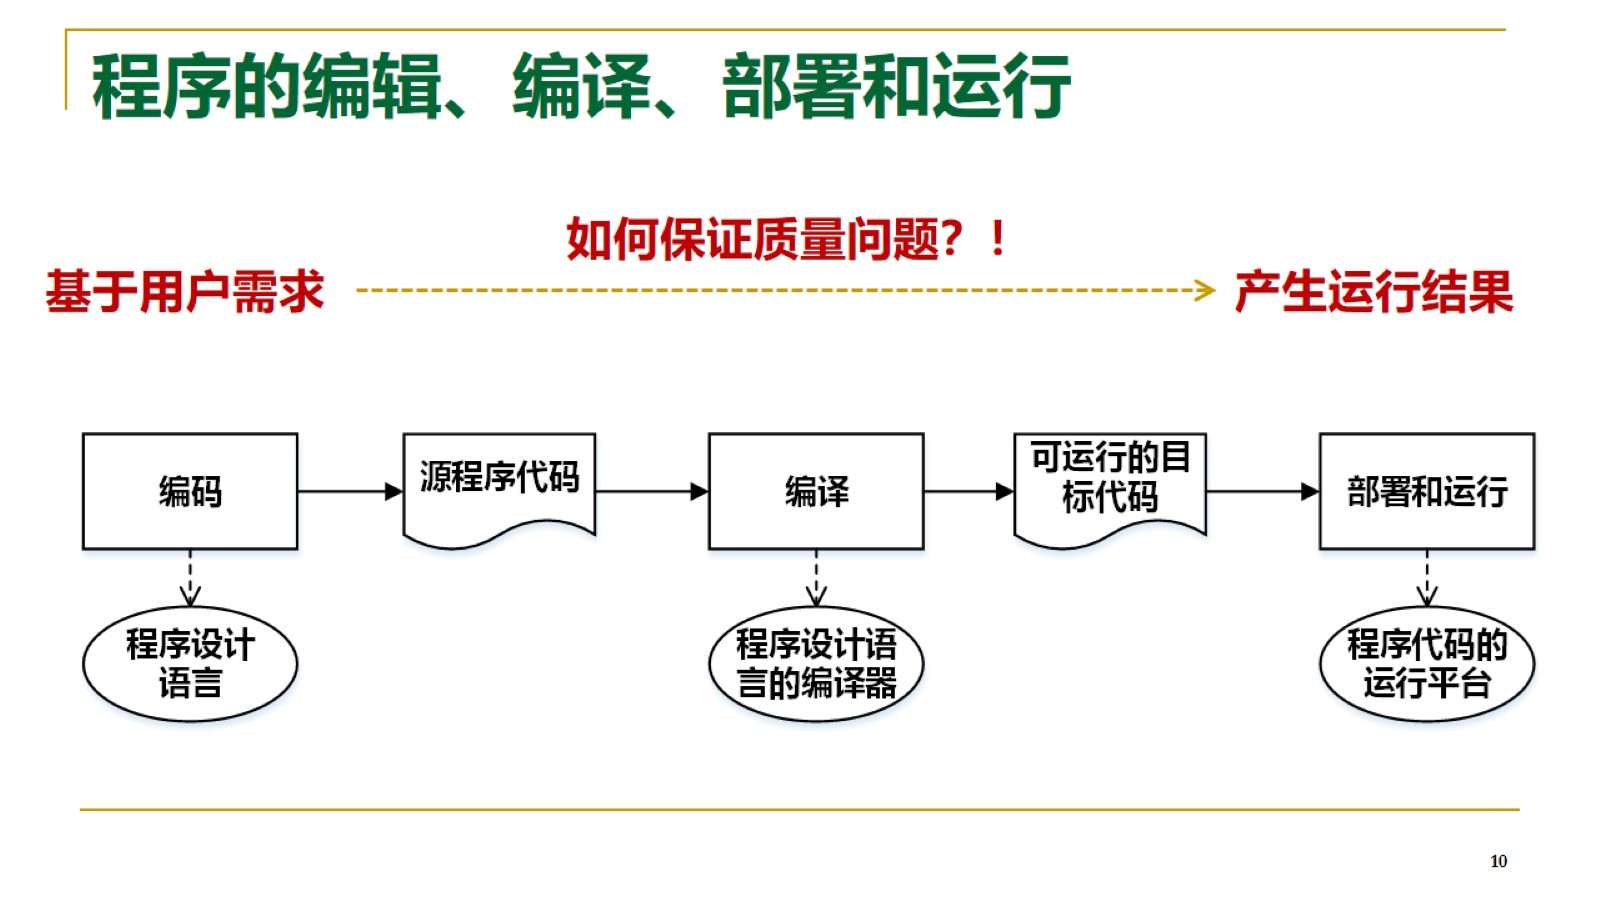 程序的编辑、编译、部署和运行
如何保证质量问题？！
基于用户需求
产生运行结果
编码
源程序代码
编译
可运行的目
标代码
部署和运行
程序设计
语言
程序设计语
言的编译器
程序代码的
运行平台
10